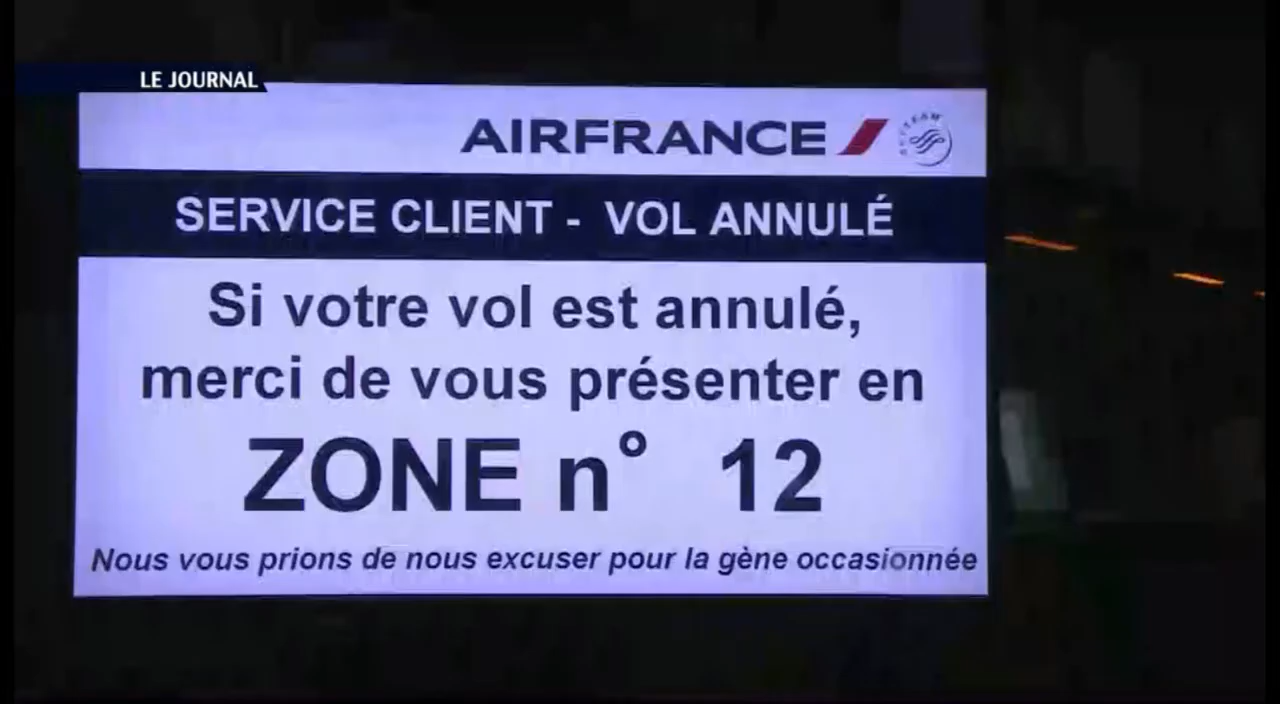 LE JOURNAL
AIRFRANCE
SKYTEAM
SERVICE CLIENT - VOL ANNULÉ
Si votre vol est annulé,
merci de vous présenter en
ZONE n° 12
Nous vous prions de nous excuser pour la gène occasionnée